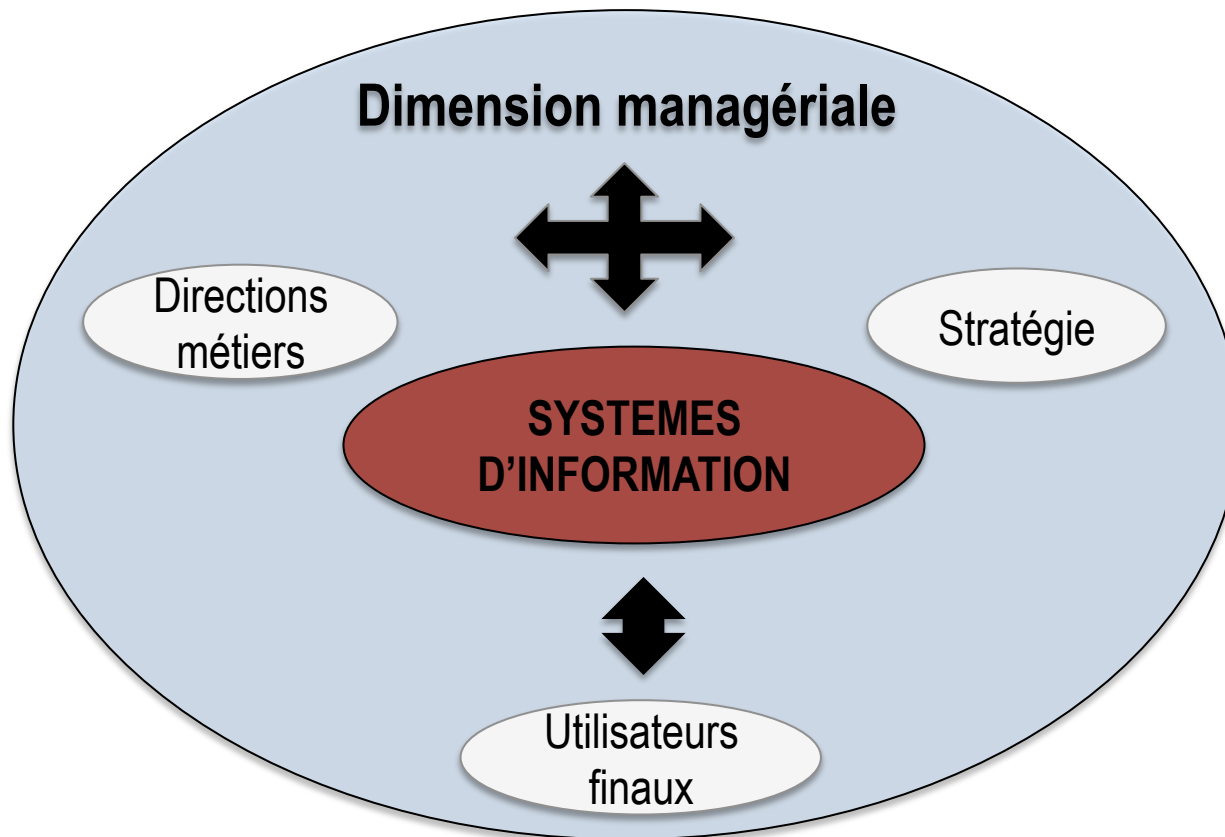 Dimension managériale
Directions
métiers
Stratégie
SYSTEMES
D’INFORMATION
Utilisateurs
finaux